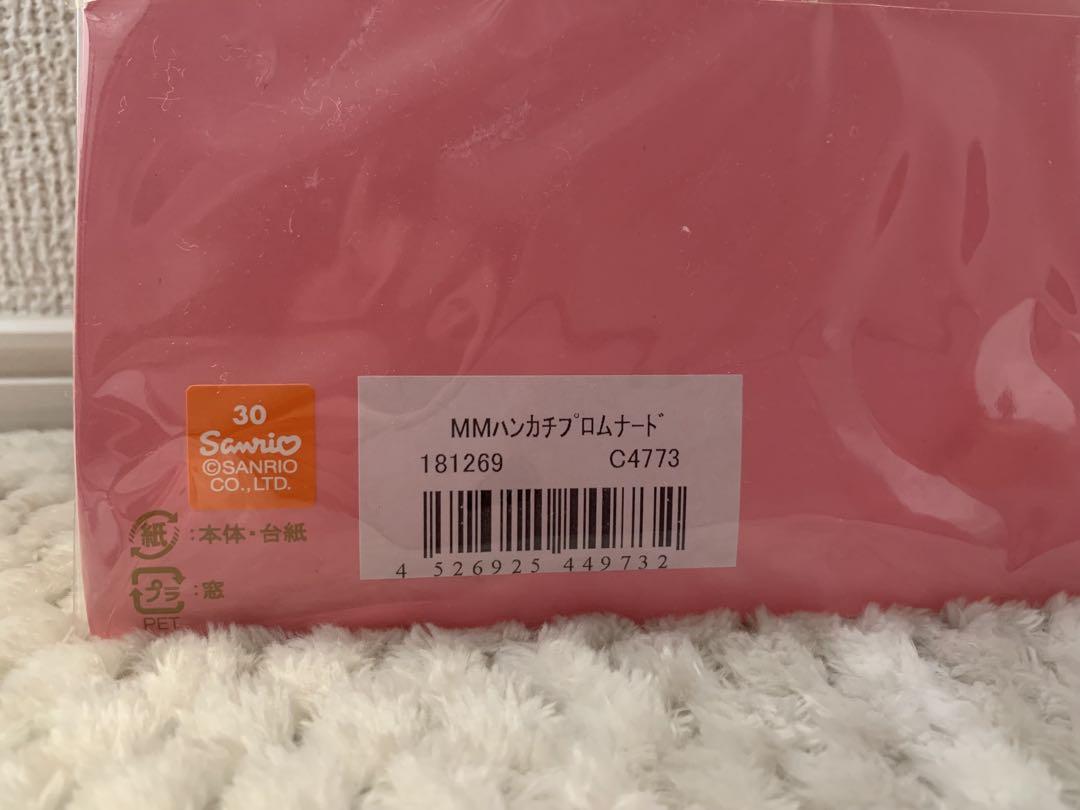 30
Sanrio
©SANRIO
CO.,LTD.
MMハンカチプロムナード
181269 C4773
4 526925 449732
紙:本体・台紙
プラ:窓
PET